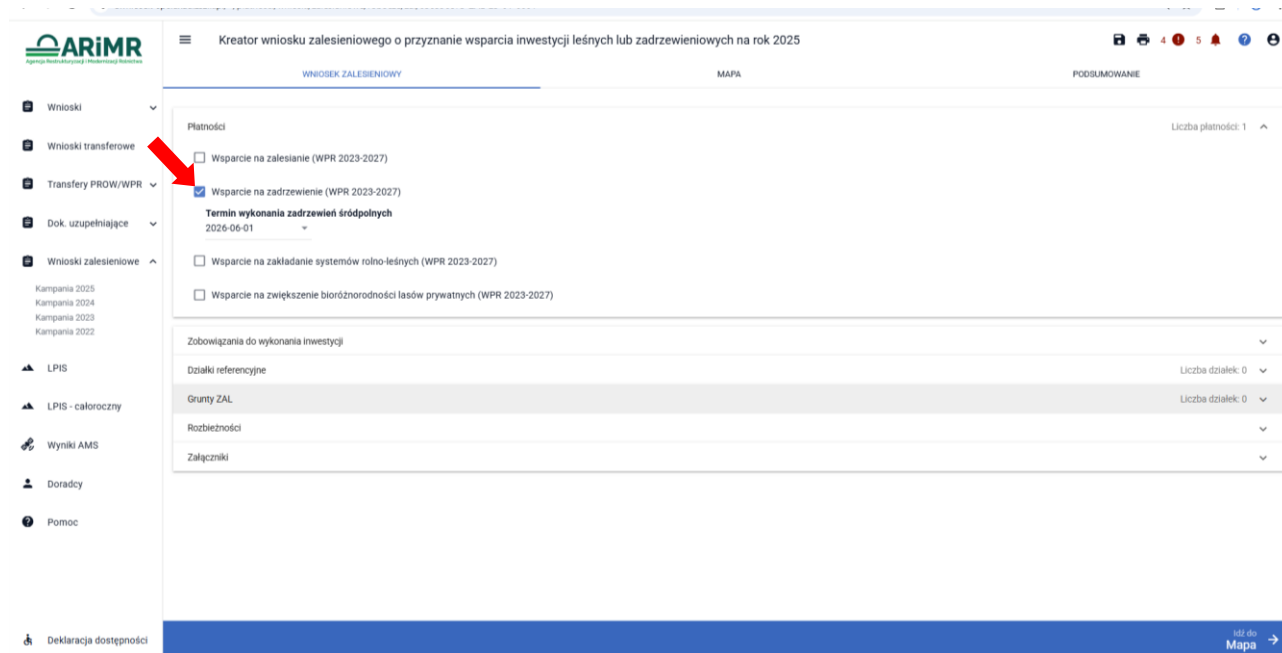 ARiMR
Agencja Restrukturyzacji i Modernizacji Rolnictwa
Kreator wniosku zalesieniowego o przyznanie wsparcia inwestycji leśnych lub zadrzewieniowych na rok 2025
4
5
WNIOSEK ZALESIENIOWY
MAPA
PODSUMOWANIE
Wnioski
Wnioski transferowe
Transfery PROW/WPR
Dok. uzupełniające
Wnioski zalesieniowe
Kampania 2025
Kampania 2024
Kampania 2023
Kampania 2022
LPIS
LPIS - całoroczny
Wyniki AMS
Doradcy
Pomoc
Deklaracja dostępności
Płatności
Liczba płatności: 1
Wsparcie na zalesianie (WPR 2023-2027)
Wsparcie na zadrzewienie (WPR 2023-2027)
Termin wykonania zadrzewień śródpolnych
2026-06-01
Wsparcie na zakładanie systemów rolno-leśnych (WPR 2023-2027)
Wsparcie na zwiększenie bioróżnorodności lasów prywatnych (WPR 2023-2027)
Zobowiązania do wykonania inwestycji
Działki referencyjne
Liczba działek: 0
Grunty ZAL
Liczba działek: 0
Rozbieżności
Załączniki
Idź do
Mapa